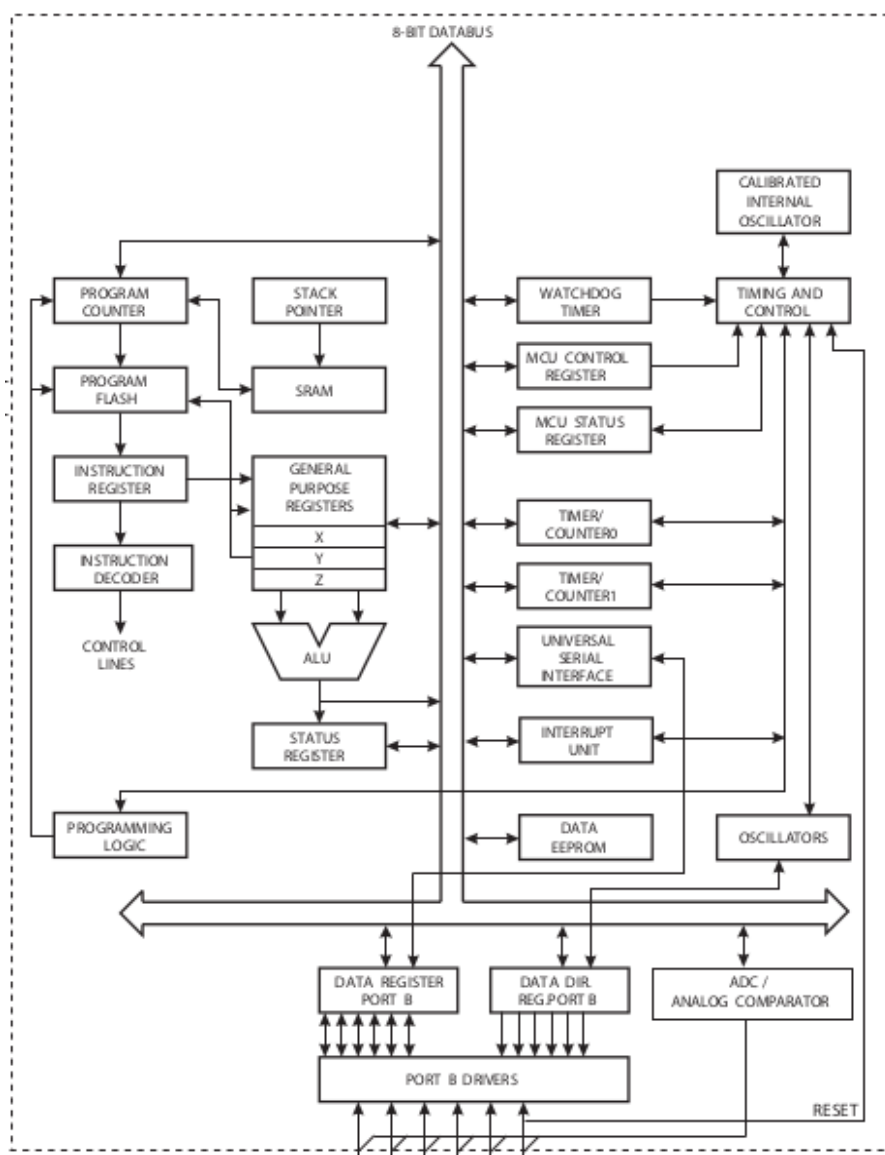 8-BIT DATABUS
CALIBRATED
INTERNAL
OSCILLATOR
PROGRAM
COUNTER
STACK
POINTER
WATCHDOG
TIMER
TIMING AND
CONTROL
PROGRAM
FLASH
SRAM
MCU CONTROL
REGISTER
MCU STATUS
REGISTER
INSTRUCTION
REGISTER
GENERAL
PURPOSE
REGISTERS
X
Y
Z
INSTRUCTION
DECODER
TIMER/
COUNTER0
TIMER/
COUNTER1
CONTROL
LINES
ALU
UNIVERSAL
SERIAL
INTERFACE
STATUS
REGISTER
INTERRUPT
UNIT
PROGRAMMING
LOGIC
DATA
EEPROM
OSCILLATORS
DATA REGISTER
PORT B
DATA DIR.
REG.PORT B
ADC /
ANALOG COMPARATOR
PORT B DRIVERS
RESET